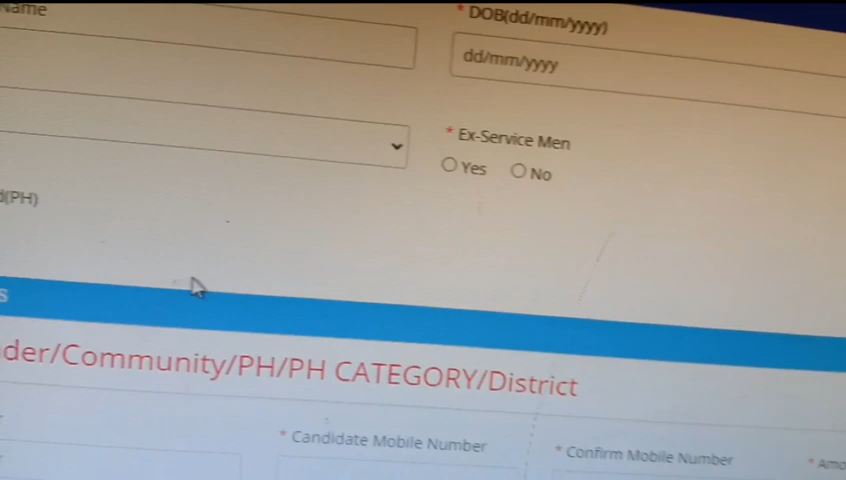 Name
* DOB(dd/mm/yyyy)
dd/mm/yyyy
* Ex-Service Men
Yes No
(PH)
der/Community/PH/PH CATEGORY/District
* Candidate Mobile Number
* Confirm Mobile Number
* Amo